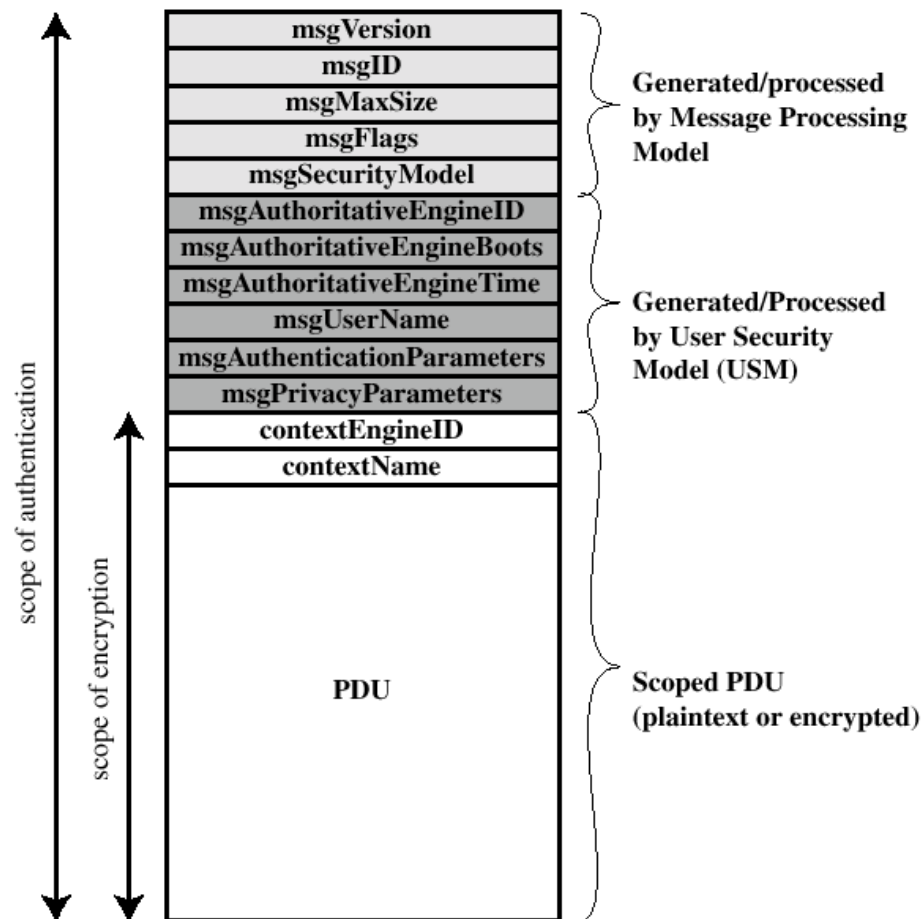 msgVersion
msgID
msgMaxSize
msgFlags
msgSecurityModel
msgAuthoritativeEngineID
msgAuthoritativeEngineBoots
msgAuthoritativeEngineTime
msgUserName
msgAuthenticationParameters
msgPrivacyParameters
contextEngineID
contextName
PDU
Generated/processed
by Message Processing
Model
Generated/Processed
by User Security
Model (USM)
Scoped PDU
(plaintext or encrypted)
scope of authentication
scope of encryption